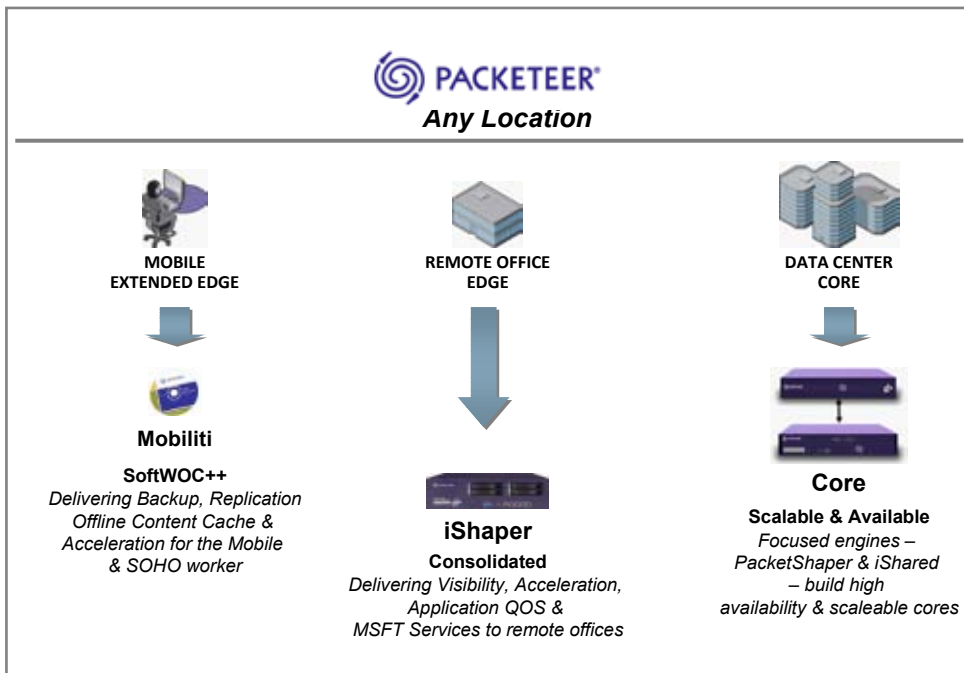 PACKETEER®
Any Location
MOBILE
EXTENDED EDGE
Mobiliti
SoftWOC++
Delivering Backup, Replication
Offline Content Cache &
Acceleration for the Mobile
& SOHO worker
REMOTE OFFICE
EDGE
iShaper
Consolidated
Delivering Visibility, Acceleration,
Application QOS &
MSFT Services to remote offices
DATA CENTER
CORE
Core
Scalable & Available
Focused engines –
PacketShaper & iShared
– build high
availability & scaleable cores